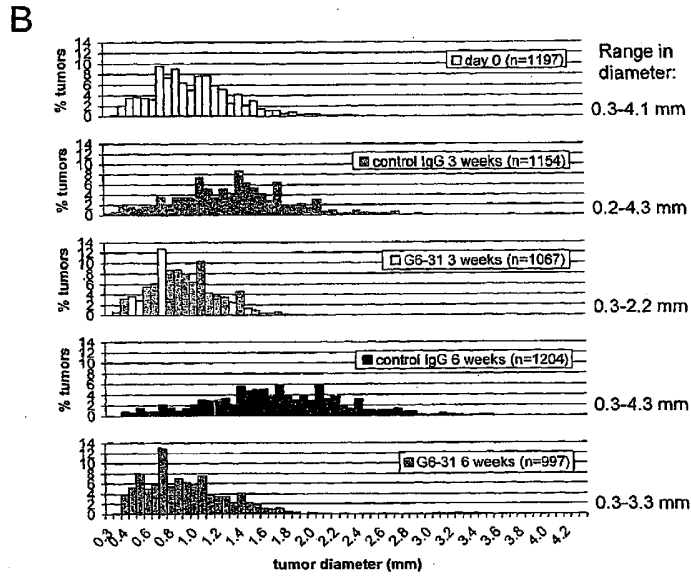 B
14
12
10
8
6
4
2
0
% tumors
day 0 (n=1197)
Range in
diameter:
0.3-4.1 mm
14
12
10
8
6
4
2
0
% tumors
control IgG 3 weeks (n=1154)
0.2-4.3 mm
14
12
10
8
6
4
2
0
% tumors
G6-31 3 weeks (n=1067)
0.3-2.2 mm
14
12
10
8
6
4
2
0
% tumors
control IgG 6 weeks (n=1204)
0.3-4.3 mm
14
12
10
8
6
4
2
0
G6-31 6 weeks (n=997)
0.3-3.3 mm
0.3 0.4 0.6 0.8 1.0 1.2 1.4 1.6 1.8 2.0 2.2 2.4 2.6 2.8 3.0 3.2 3.4 3.6 3.8 4.0 4.2
tumor diameter (mm)